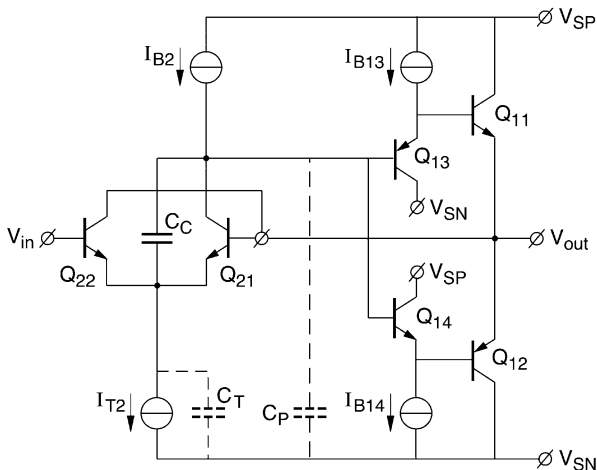 V_SP
I_B2
I_B13
Q_11
Q_13
V_SN
V_in
C_C
Q_22
Q_21
V_out
V_SP
Q_14
Q_12
I_T2
C_T
C_P
I_B14
V_SN